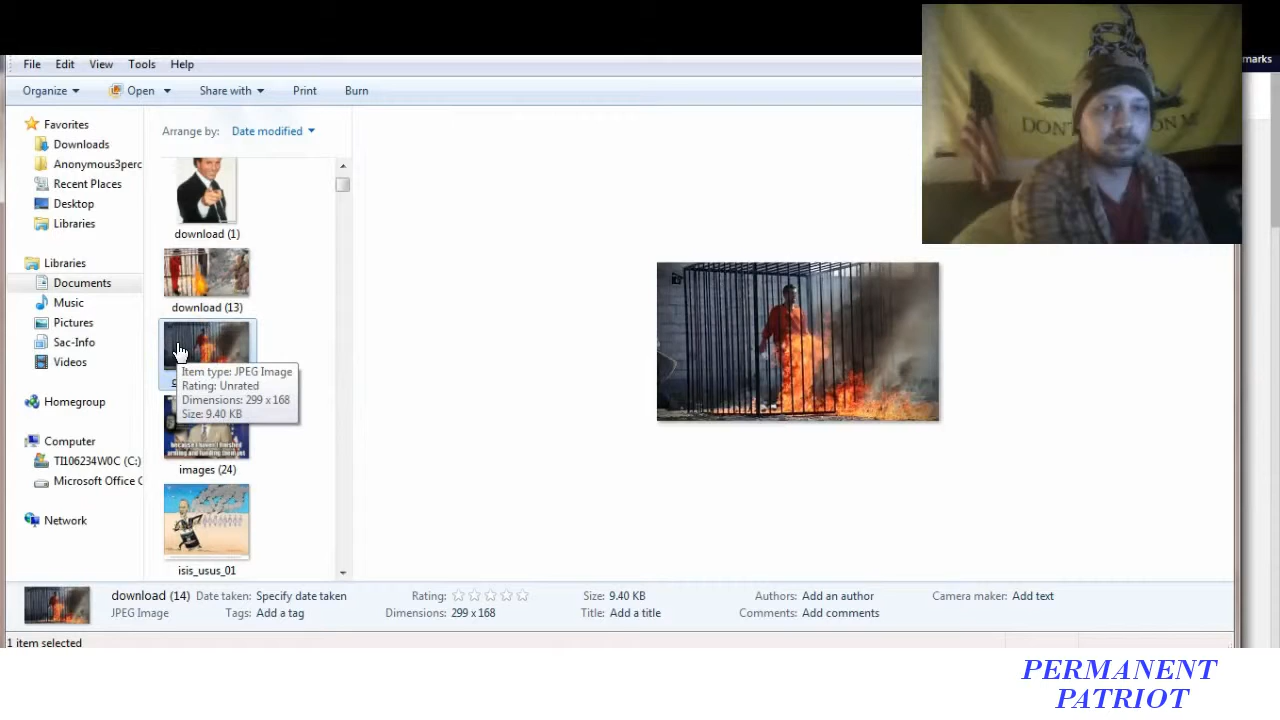 marks
File Edit View Tools Help
Organize Open Share with Print Burn
Favorites
Downloads
Anonymous3perc
Recent Places
Desktop
Libraries
Libraries
Documents
Music
Pictures
Sac-Info
Videos
Homegroup
Computer
TI106234W0C (C:)
Microsoft Office C
Network
Arrange by: Date modified
download (1)
download (13)
Item type: JPEG Image
Rating: Unrated
Dimensions: 299 x 168
Size: 9.40 KB
images (24)
isis_usus_01
DON'T ON ME
download (14) Date taken: Specify date taken Rating: Size: 9.40 KB Authors: Add an author Camera maker: Add text
JPEG Image Tags: Add a tag Dimensions: 299 x 168 Title: Add a title Comments: Add comments
1 item selected
PERMANENT
PATRIOT